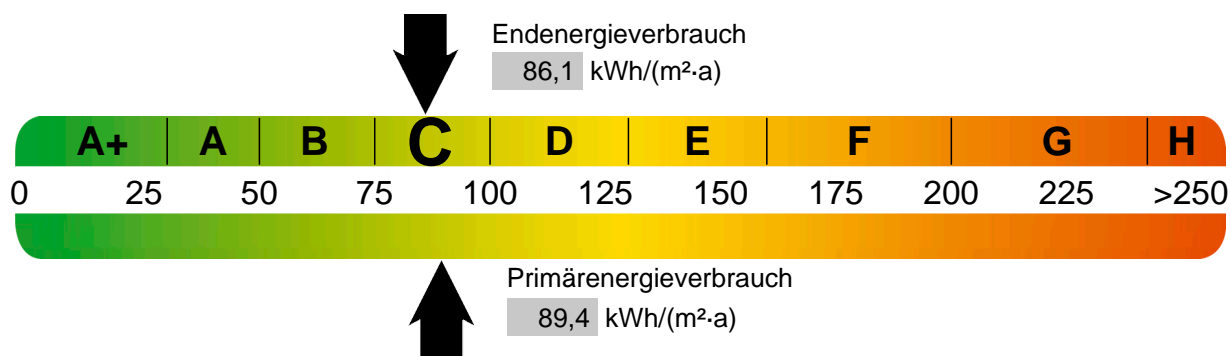 Endenergieverbrauch
86,1 kWh/(m²·a)
A+ A B C D E F G H
0 25 50 75 100 125 150 175 200 225 >250
Primärenergieverbrauch
89,4 kWh/(m²·a)